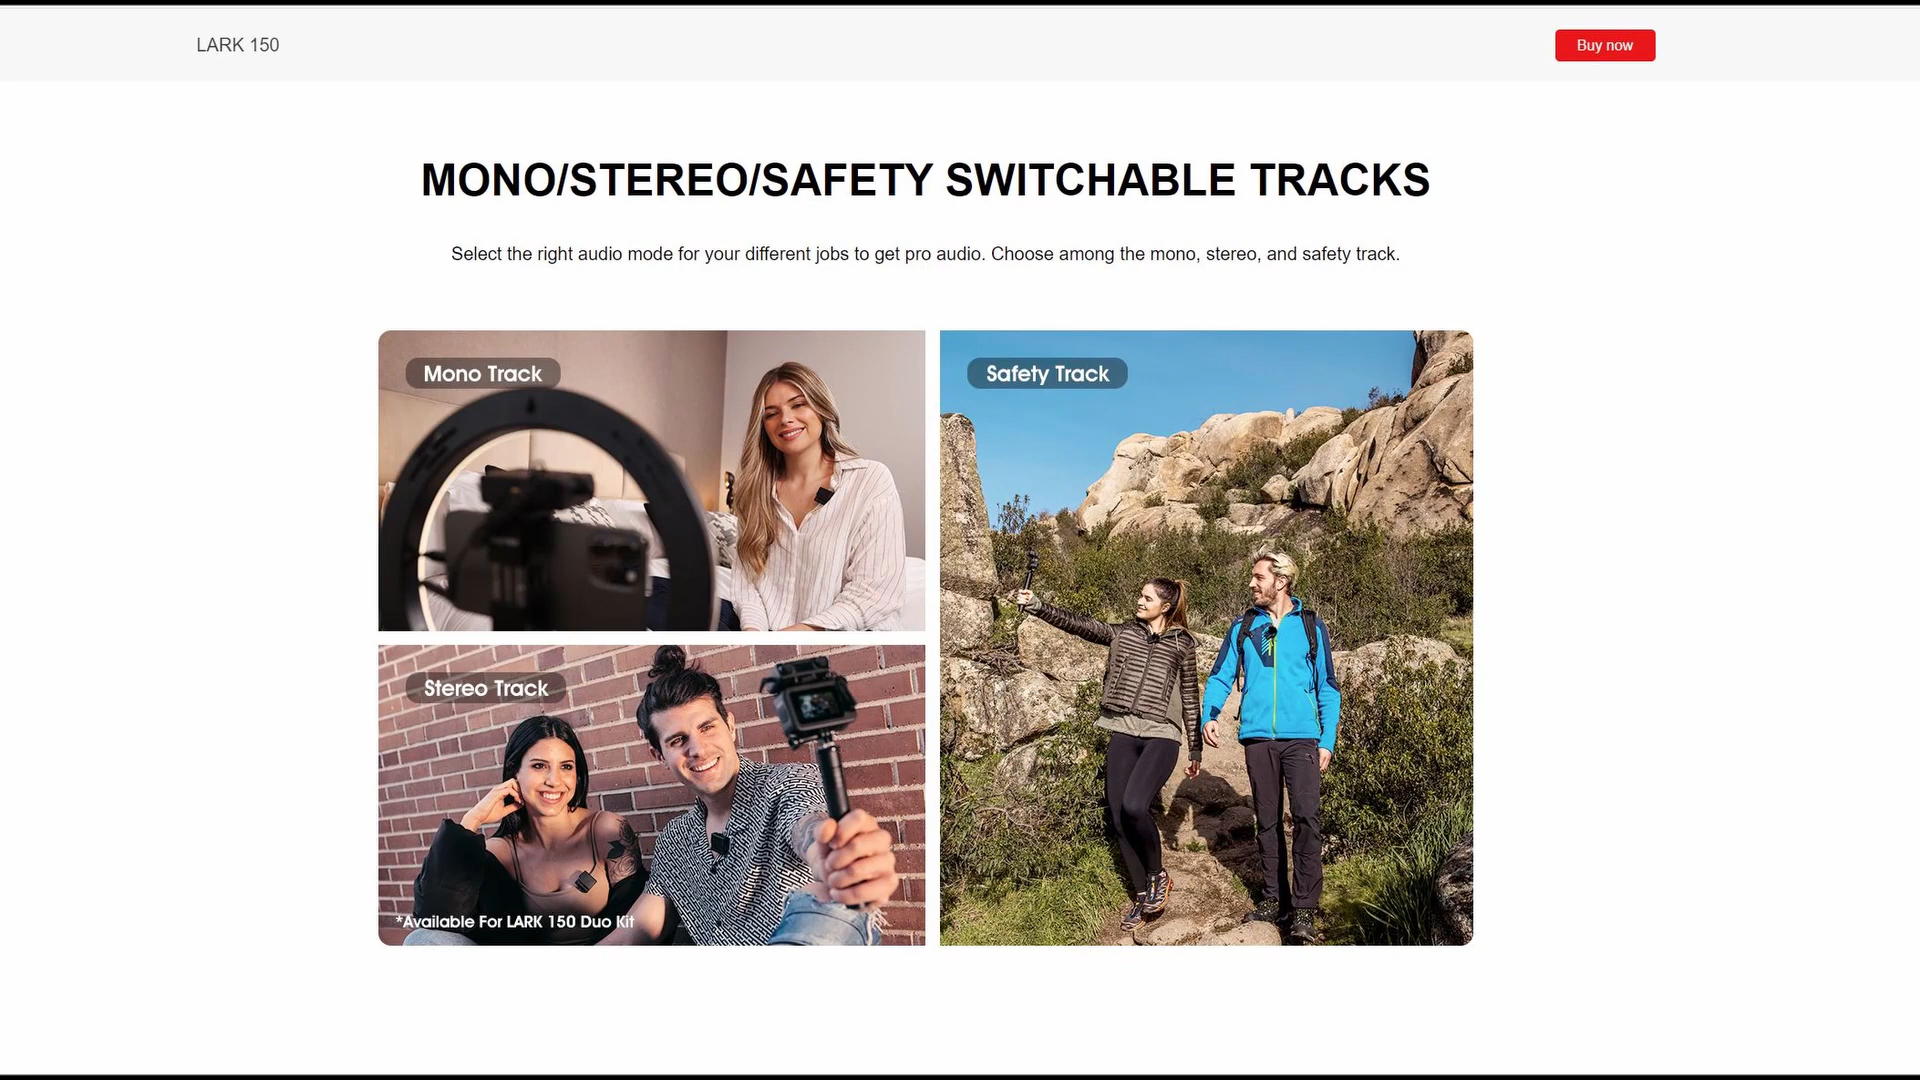 LARK 150
Buy now
MONO/STEREO/SAFETY SWITCHABLE TRACKS
Select the right audio mode for your different jobs to get pro audio. Choose among the mono, stereo, and safety track.
Mono Track
Safety Track
Stereo Track
*Available For LARK 150 Duo Kit